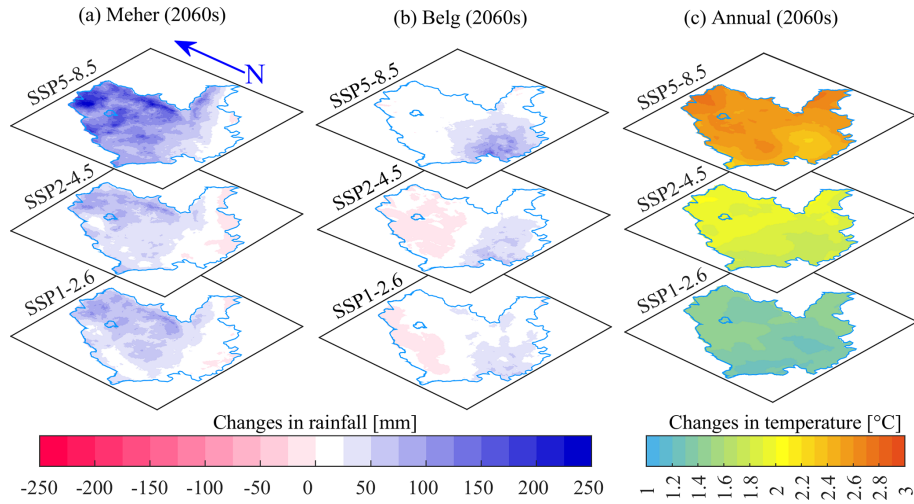 (a) Meher (2060s)
(b) Belg (2060s)
(c) Annual (2060s)
N
SSP5-8.5
SSP5-8.5
SSP5-8.5
SSP2-4.5
SSP2-4.5
SSP2-4.5
SSP1-2.6
SSP1-2.6
SSP1-2.6
Changes in rainfall [mm]
-250 -200 -150 -100 -50 0 50 100 150 200 250
Changes in temperature [°C]
1 1.2 1.4 1.6 1.8 2 2.2 2.4 2.6 2.8 3